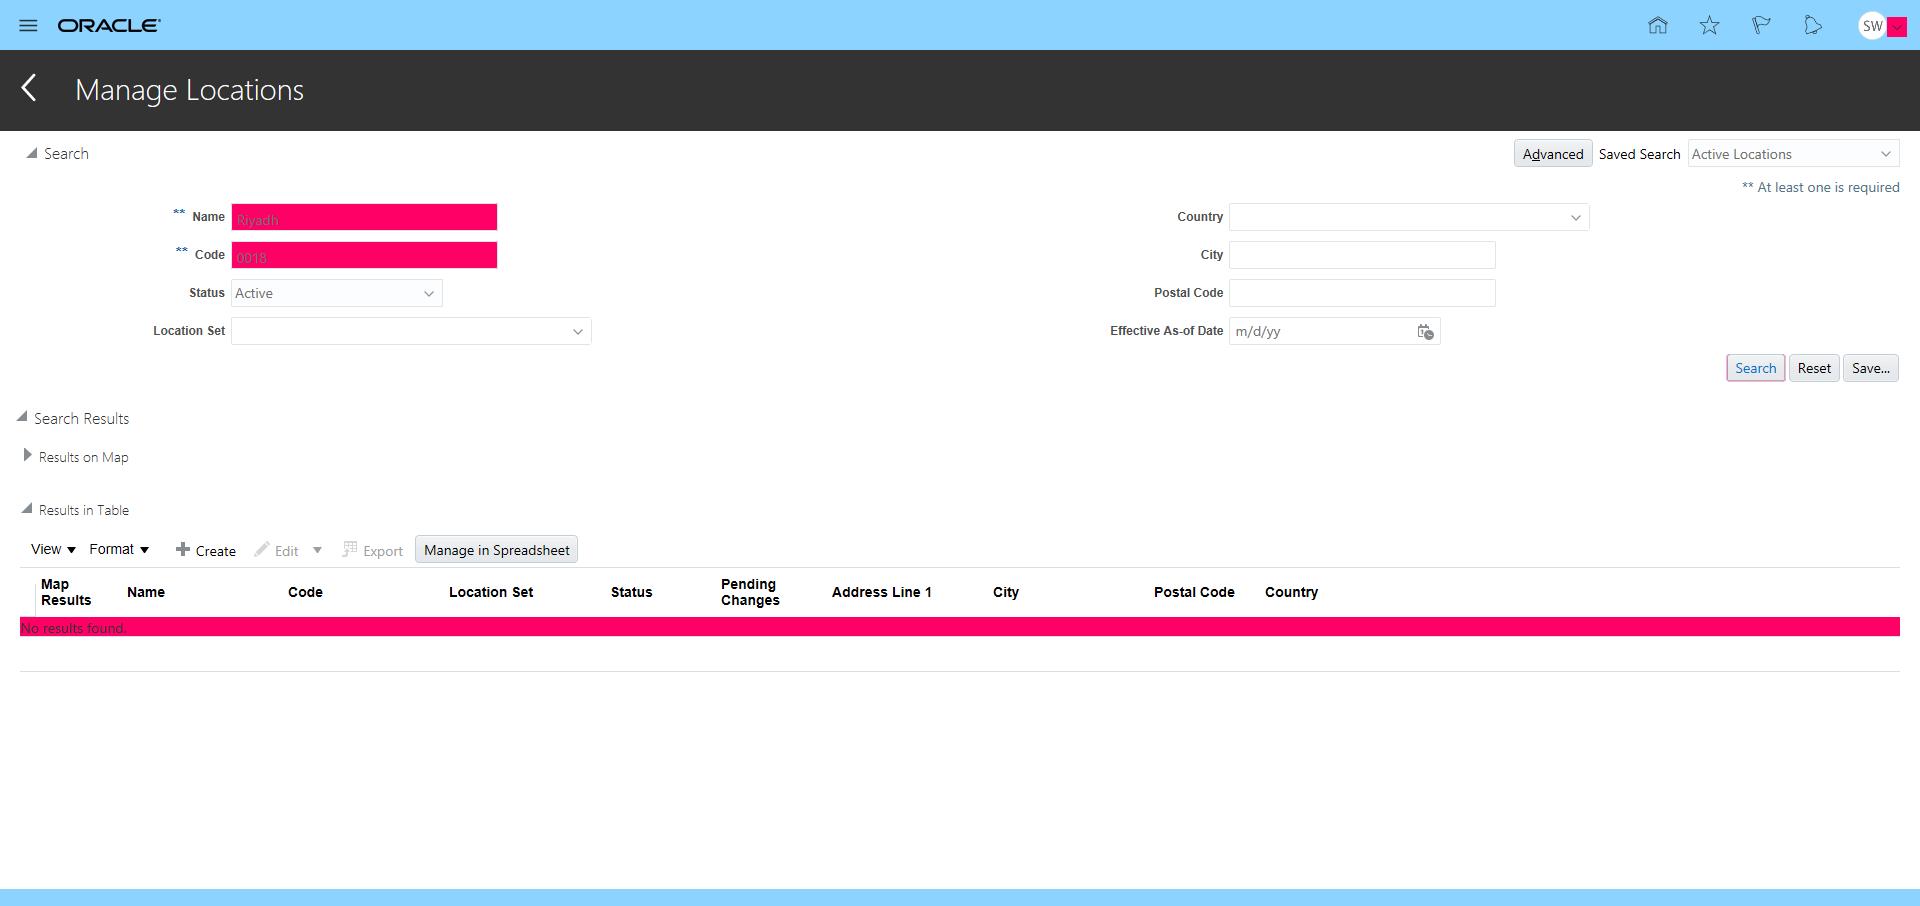 ORACLE
SW
Manage Locations
Search
Advanced
Saved Search
Active Locations
** At least one is required
** Name
Riyadh
Country
** Code
0018
City
Status
Active
Postal Code
Location Set
Effective As-of Date
m/d/yy
Search
Reset
Save...
Search Results
Results on Map
Results in Table
View
Format
Create
Edit
Export
Manage in Spreadsheet
Map Results
Name
Code
Location Set
Status
Pending Changes
Address Line 1
City
Postal Code
Country
No results found.